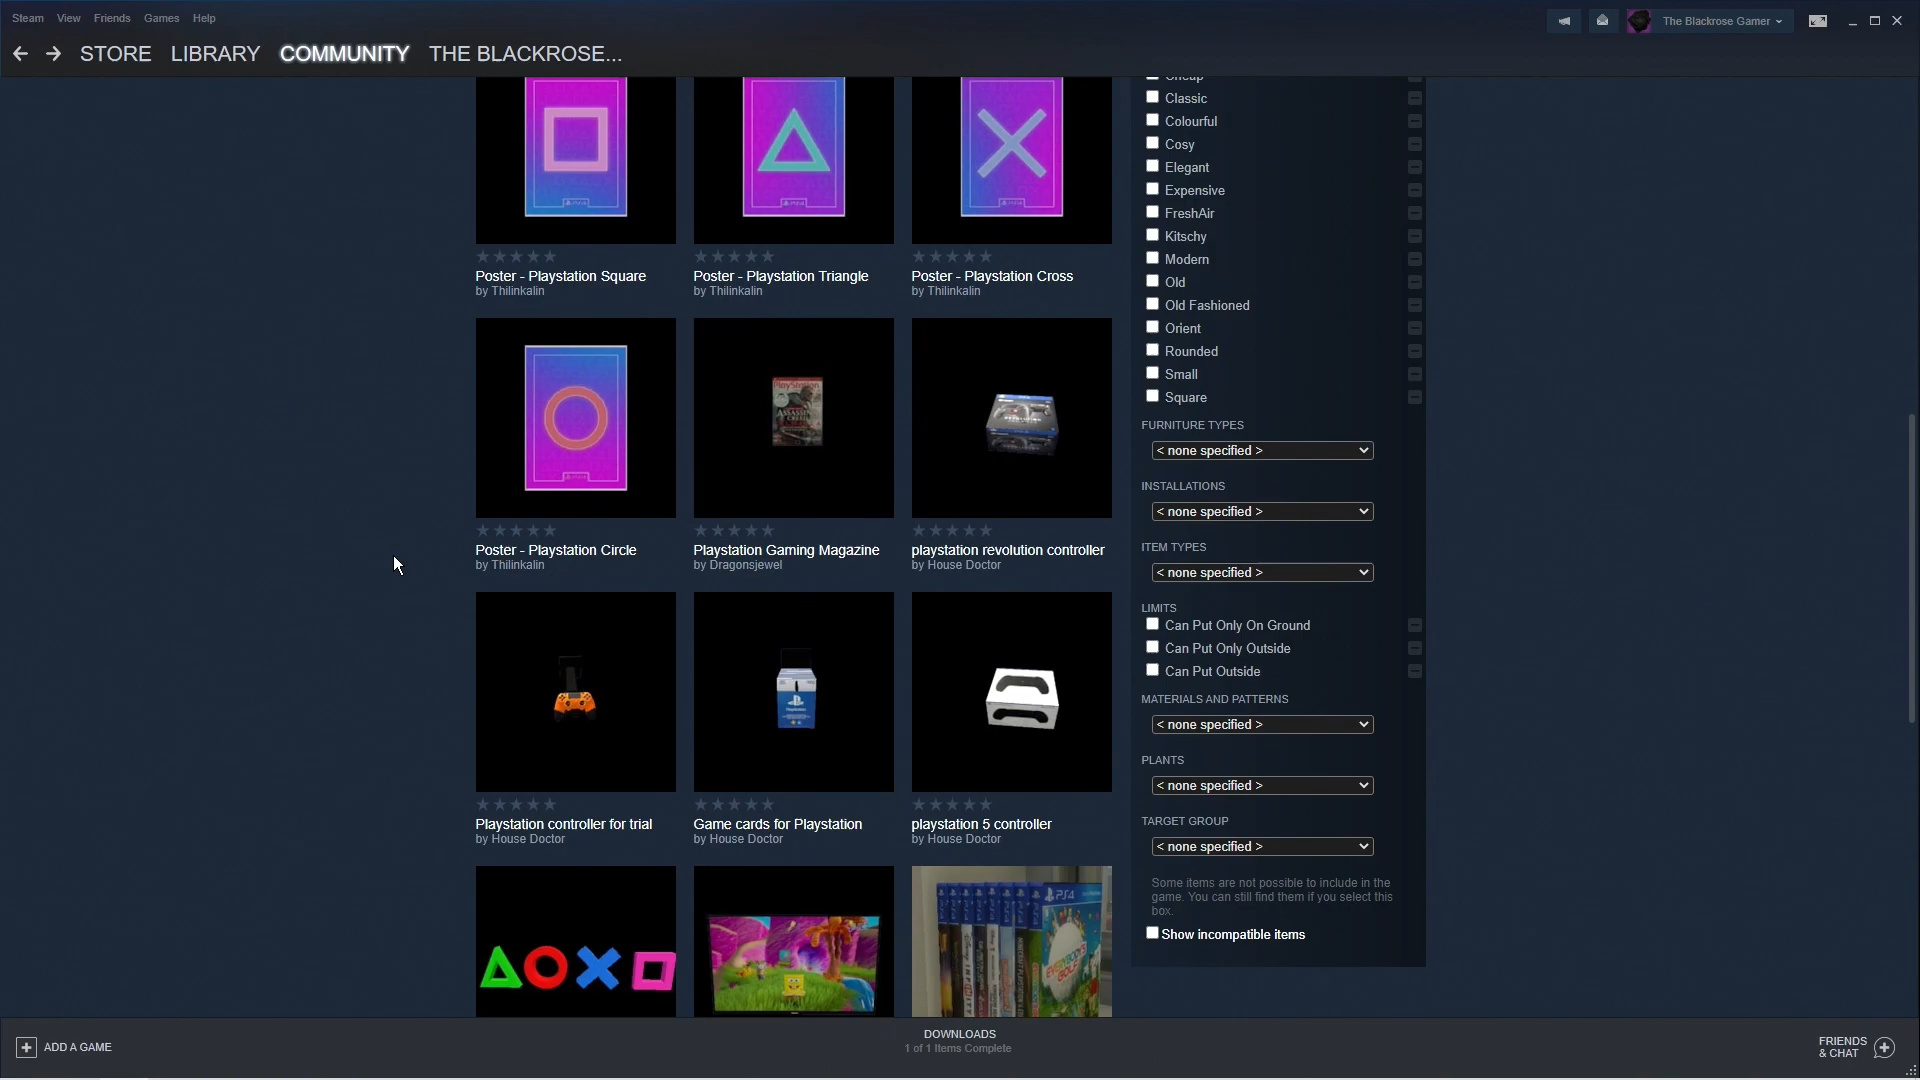 Steam View Friends Games Help
The Blackrose Gamer
STORE LIBRARY COMMUNITY THE BLACKROSE...
Cheap
Classic
Colourful
Cosy
Elegant
Expensive
FreshAir
Kitschy
Modern
Old
Old Fashioned
Orient
Rounded
Small
Square
Poster - Playstation Square
by Thilinkalin
Poster - Playstation Triangle
by Thilinkalin
Poster - Playstation Cross
by Thilinkalin
PlayStation
ASSASSIN'S
Poster - Playstation Circle
by Thilinkalin
Playstation Gaming Magazine
by Dragonsjewel
playstation revolution controller
by House Doctor
PlayStation
Playstation controller for trial
by House Doctor
Game cards for Playstation
by House Doctor
playstation 5 controller
by House Doctor
PS4
EVERYBODY'S
GOLF
FURNITURE TYPES
< none specified >
INSTALLATIONS
< none specified >
ITEM TYPES
< none specified >
LIMITS
Can Put Only On Ground
Can Put Only Outside
Can Put Outside
MATERIALS AND PATTERNS
< none specified >
PLANTS
< none specified >
TARGET GROUP
< none specified >
Some items are not possible to include in the
game. You can still find them if you select this
box.
Show incompatible items
ADD A GAME
DOWNLOADS
1 of 1 Items Complete
FRIENDS
& CHAT